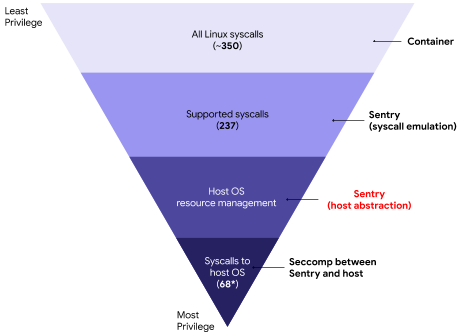 Least
Privilege
All Linux syscalls
(~350)
Container
Supported syscalls
(237)
Sentry
(syscall emulation)
Host OS
resource management
Sentry
(host abstraction)
Syscalls to
host OS
(68*)
Seccomp between
Sentry and host
Most
Privilege